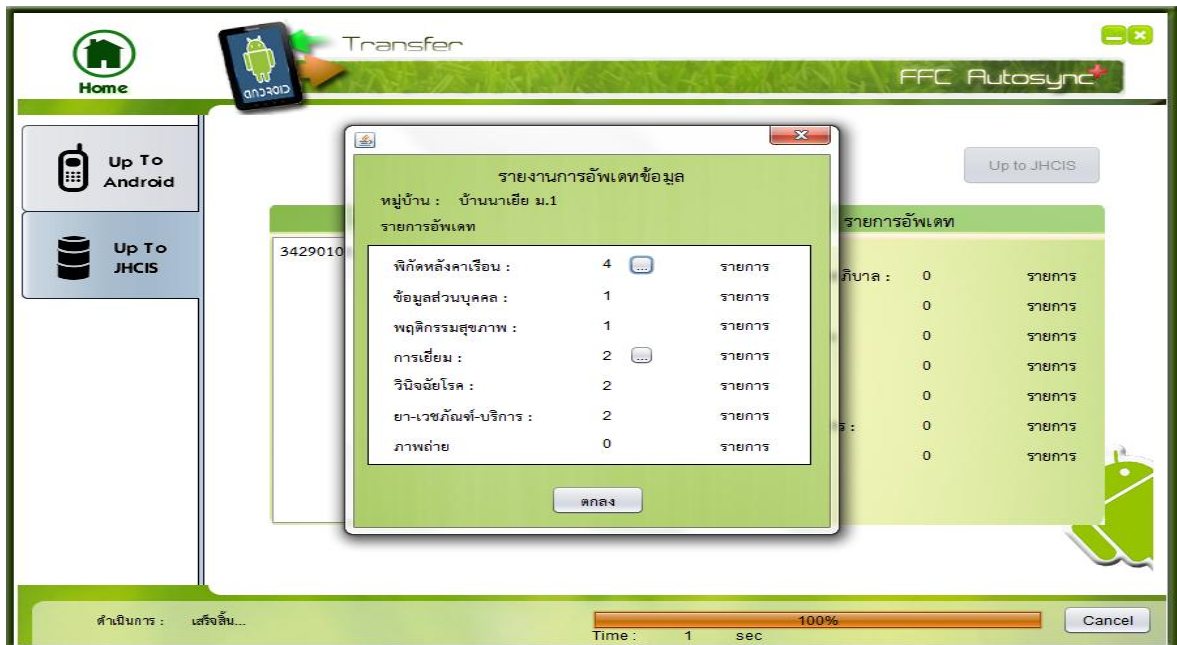 Transfer
FFC Autosync+
Home
ANDROID
Up To
Android
Up To
JHCIS
Up to JHCIS
รายงานการอัพเดทข้อมูล
หมู่บ้าน : บ้านนาเยีย ม.1
รายการอัพเดท
พิกัดหลังคาเรือน : 4 ... รายการ
ข้อมูลส่วนบุคคล : 1 รายการ
พฤติกรรมสุขภาพ : 1 รายการ
การเยี่ยม : 2 ... รายการ
วินิจฉัยโรค : 2 รายการ
ยา-เวชภัณฑ์-บริการ : 2 รายการ
ภาพถ่าย 0 รายการ
ตกลง
3429010
รายการอัพเดท
ภิบาล : 0 รายการ
0 รายการ
0 รายการ
0 รายการ
0 รายการ
ร : 0 รายการ
0 รายการ
ดำเนินการ : เสร็จสิ้น...
100%
Time : 1 sec
Cancel